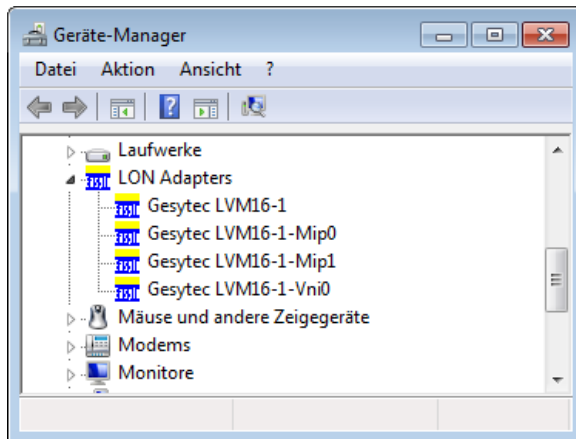 Geräte-Manager
Datei Aktion Ansicht ?
Laufwerke
LON Adapters
Gesytec LVM16-1
Gesytec LVM16-1-Mip0
Gesytec LVM16-1-Mip1
Gesytec LVM16-1-Vni0
Mäuse und andere Zeigegeräte
Modems
Monitore